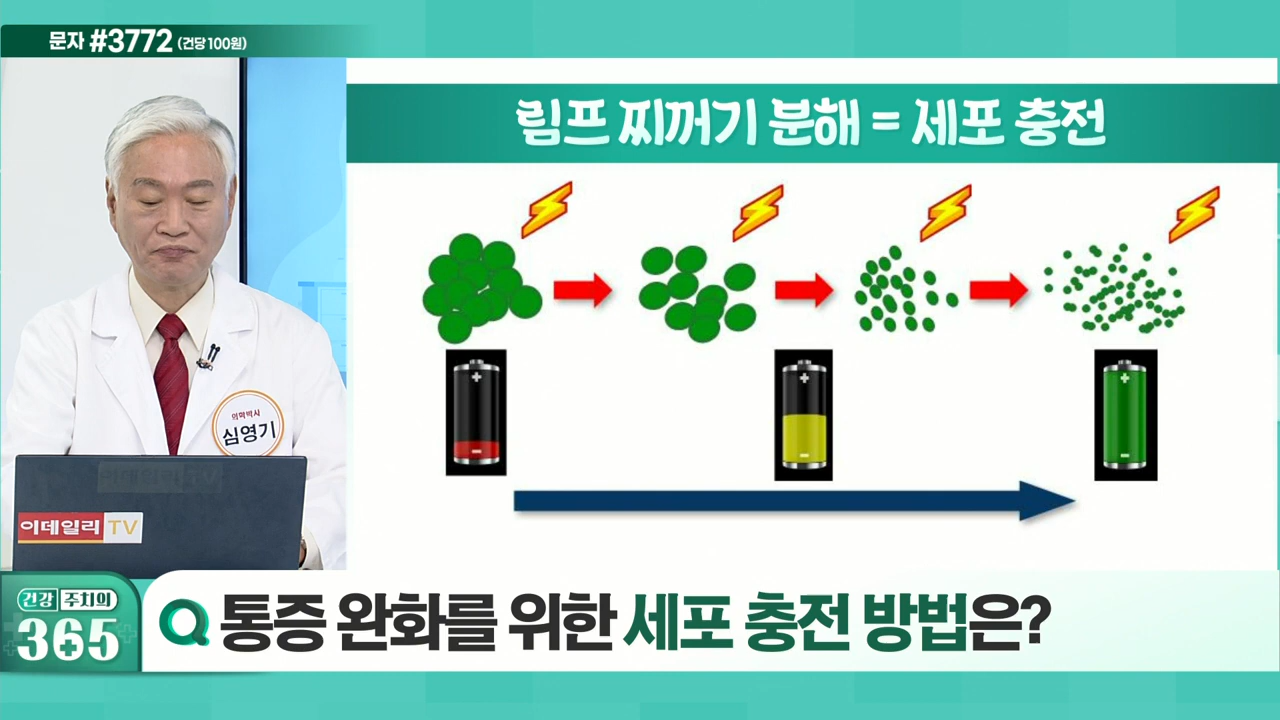 문자 #3772 (건당 100원)
림프 찌꺼기 분해 = 세포 충전
의학박사
심영기
이데일리 TV
건강 주치의
365
Q 통증 완화를 위한 세포 충전 방법은?